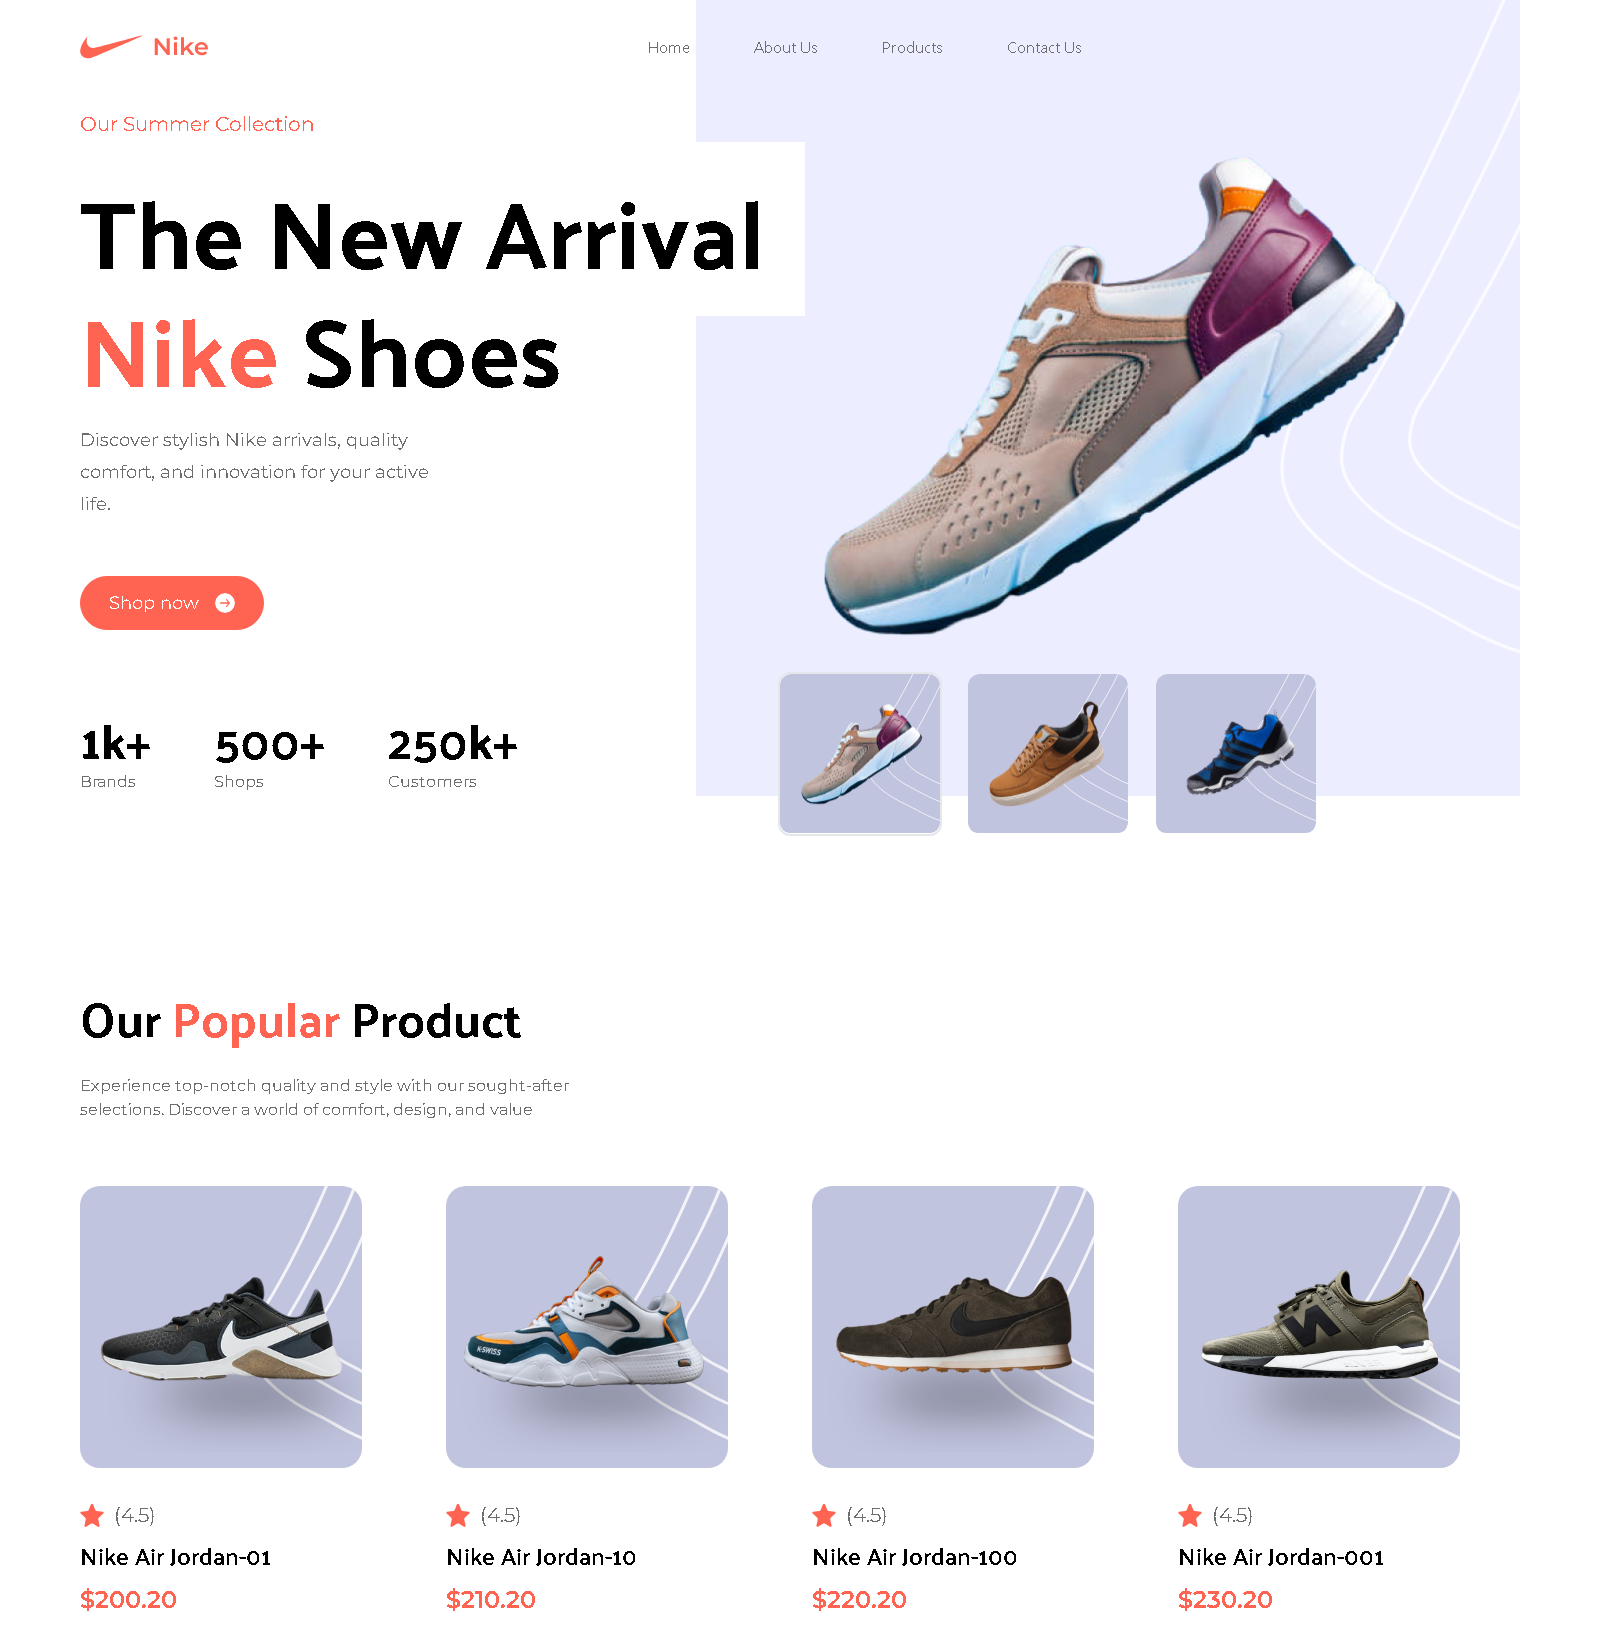 Nike
Home About Us Products Contact Us
Our Summer Collection
The New Arrival
Nike Shoes
Discover stylish Nike arrivals, quality
comfort, and innovation for your active
life.
Shop now
1k+ 500+ 250k+
Brands Shops Customers
Our Popular Product
Experience top-notch quality and style with our sought-after
selections. Discover a world of comfort, design, and value
K-SWISS
N
(4.5) (4.5) (4.5) (4.5)
Nike Air Jordan-01 Nike Air Jordan-10 Nike Air Jordan-100 Nike Air Jordan-001
$200.20 $210.20 $220.20 $230.20